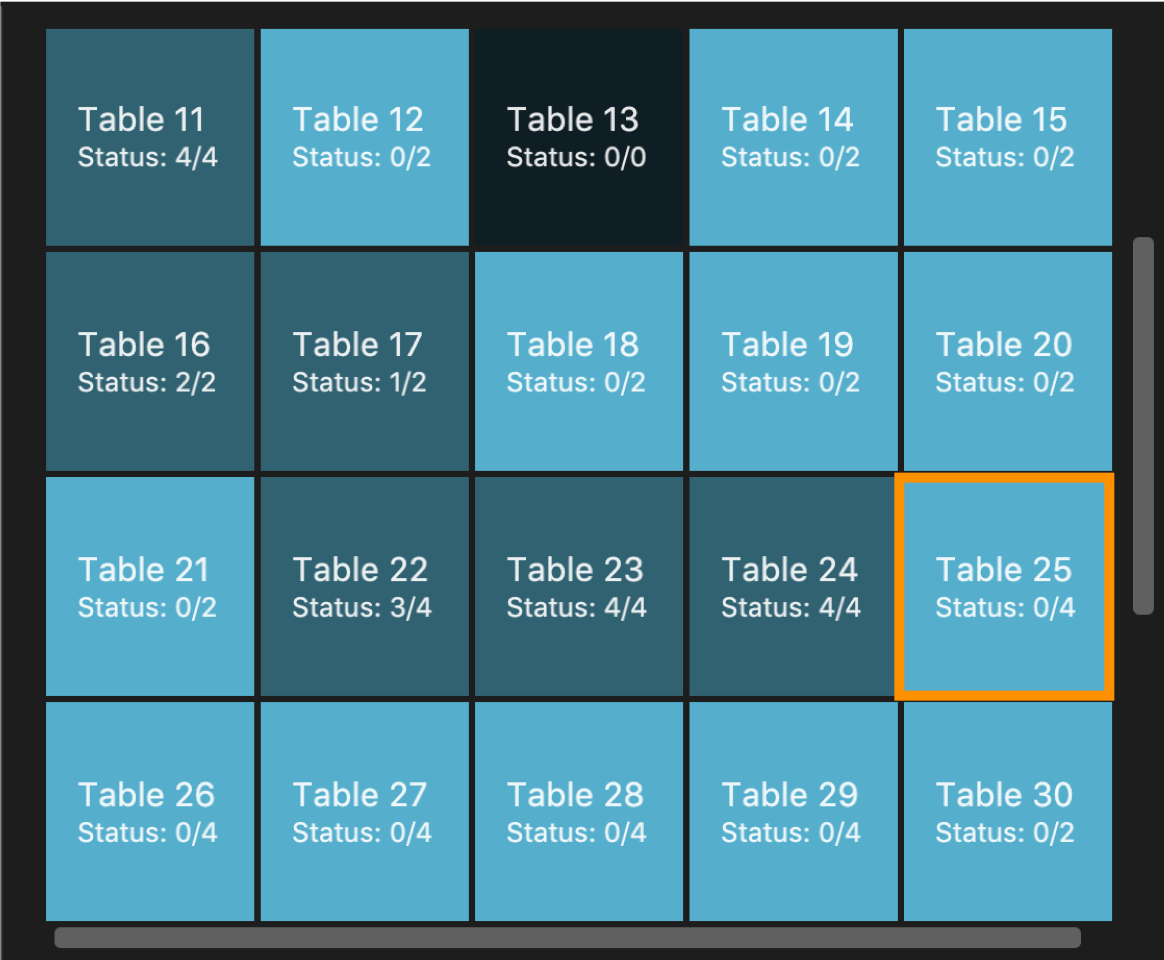 Table 11
Status: 4/4
Table 12
Status: 0/2
Table 13
Status: 0/0
Table 14
Status: 0/2
Table 15
Status: 0/2
Table 16
Status: 2/2
Table 17
Status: 1/2
Table 18
Status: 0/2
Table 19
Status: 0/2
Table 20
Status: 0/2
Table 21
Status: 0/2
Table 22
Status: 3/4
Table 23
Status: 4/4
Table 24
Status: 4/4
Table 25
Status: 0/4
Table 26
Status: 0/4
Table 27
Status: 0/4
Table 28
Status: 0/4
Table 29
Status: 0/4
Table 30
Status: 0/2